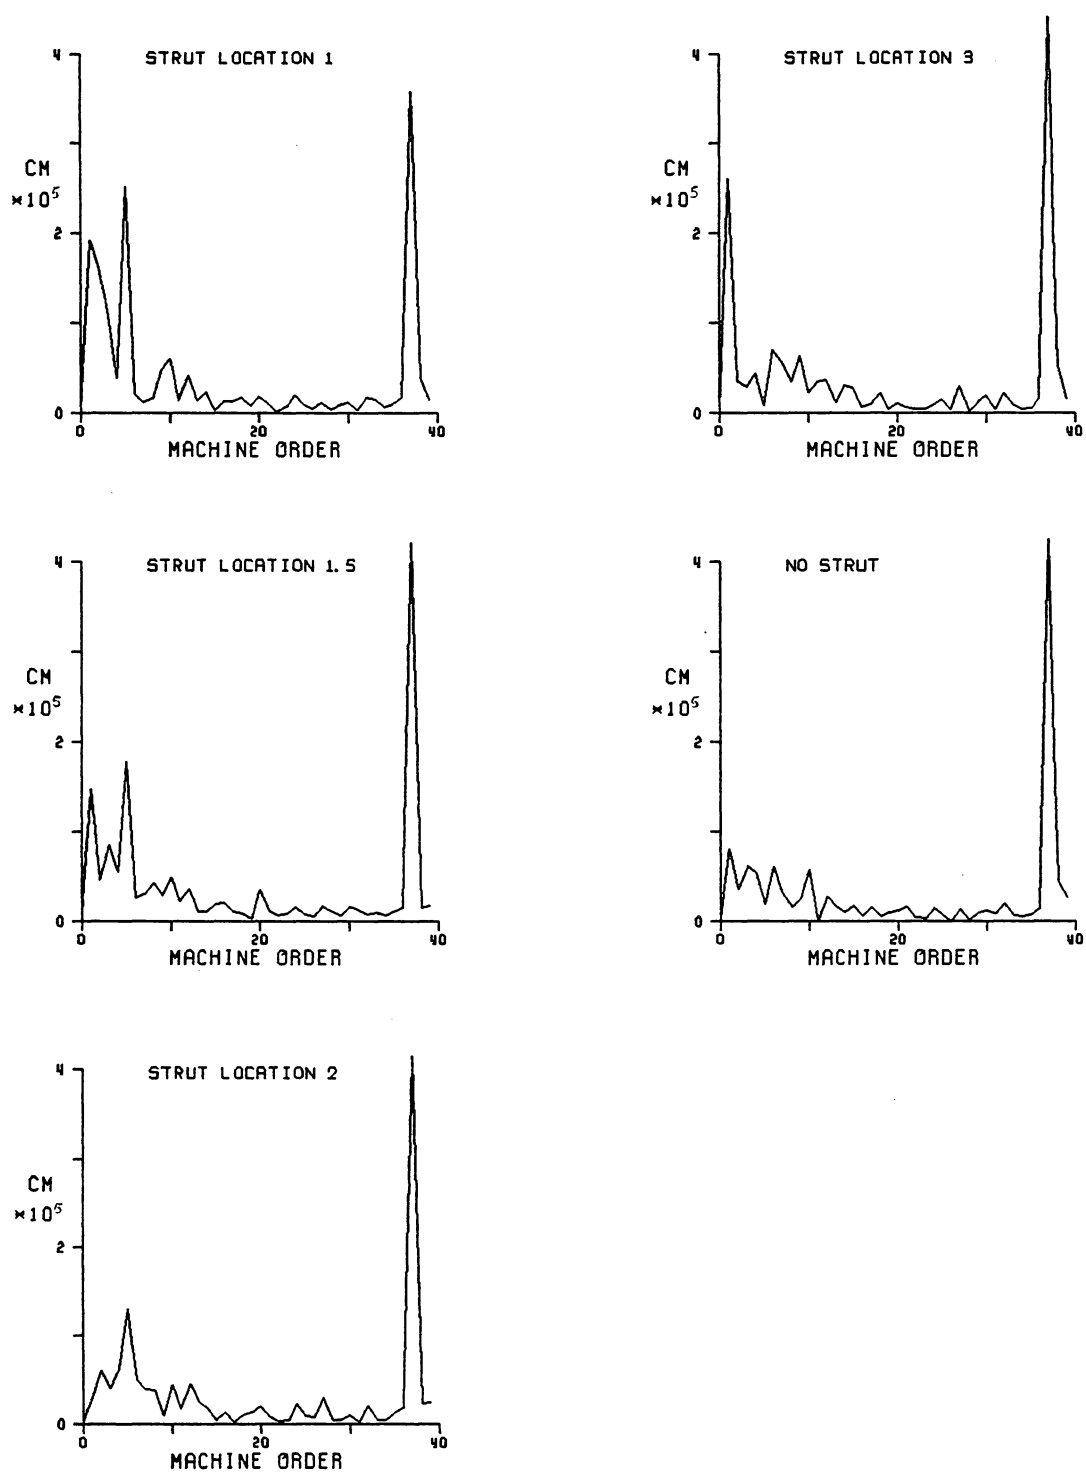 STRUT LOCATION 1
4
CM
×10⁵
2
0
0 20 40
MACHINE ORDER
STRUT LOCATION 3
4
CM
×10⁵
2
0
0 20 40
MACHINE ORDER
STRUT LOCATION 1.5
4
CM
×10⁵
2
0
0 20 40
MACHINE ORDER
NO STRUT
4
CM
×10⁵
2
0
0 20 40
MACHINE ORDER
STRUT LOCATION 2
4
CM
×10⁵
2
0
0 20 40
MACHINE ORDER